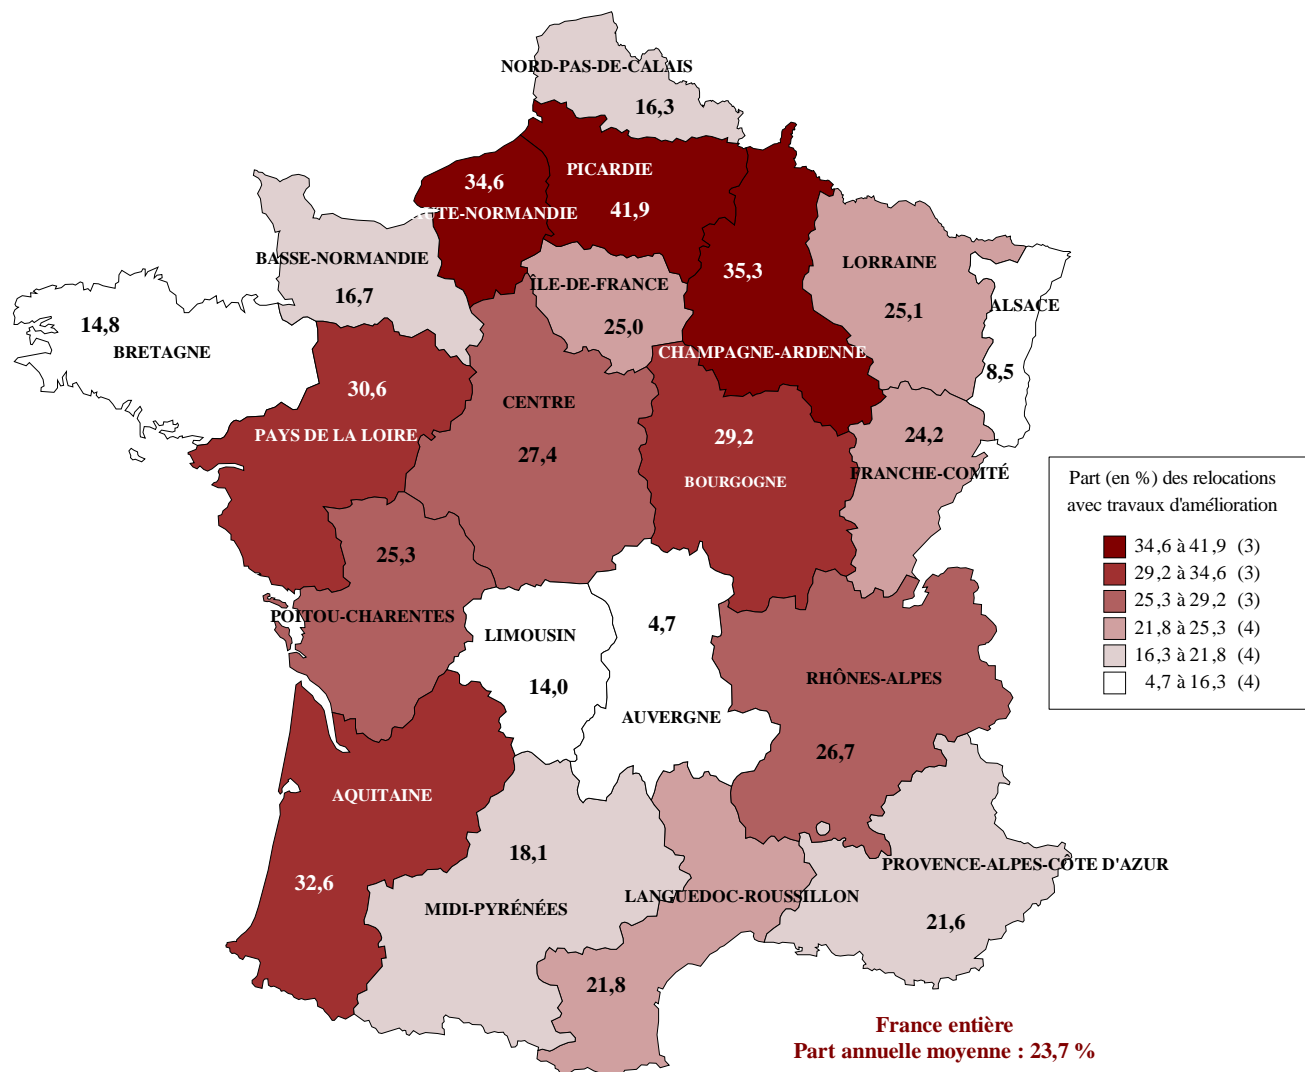 NORD-PAS-DE-CALAIS
16,3
PICARDIE
41,9
34,6
AUTE-NORMANDIE
BASSE-NORMANDIE
16,7
ÎLE-DE-FRANCE
25,0
35,3
CHAMPAGNE-ARDENNE
LORRAINE
25,1
ALSACE
8,5
14,8
BRETAGNE
30,6
PAYS DE LA LOIRE
CENTRE
27,4
29,2
BOURGOGNE
24,2
FRANCHE-COMTÉ
25,3
POITOU-CHARENTES
LIMOUSIN
14,0
4,7
AUVERGNE
RHÔNES-ALPES
26,7
AQUITAINE
32,6
18,1
MIDI-PYRÉNÉES
LANGUEDOC-ROUSSILLON
21,8
PROVENCE-ALPES-CÔTE D'AZUR
21,6
Part (en %) des relocations
avec travaux d'amélioration
34,6 à 41,9 (3)
29,2 à 34,6 (3)
25,3 à 29,2 (3)
21,8 à 25,3 (4)
16,3 à 21,8 (4)
4,7 à 16,3 (4)
France entière
Part annuelle moyenne : 23,7 %